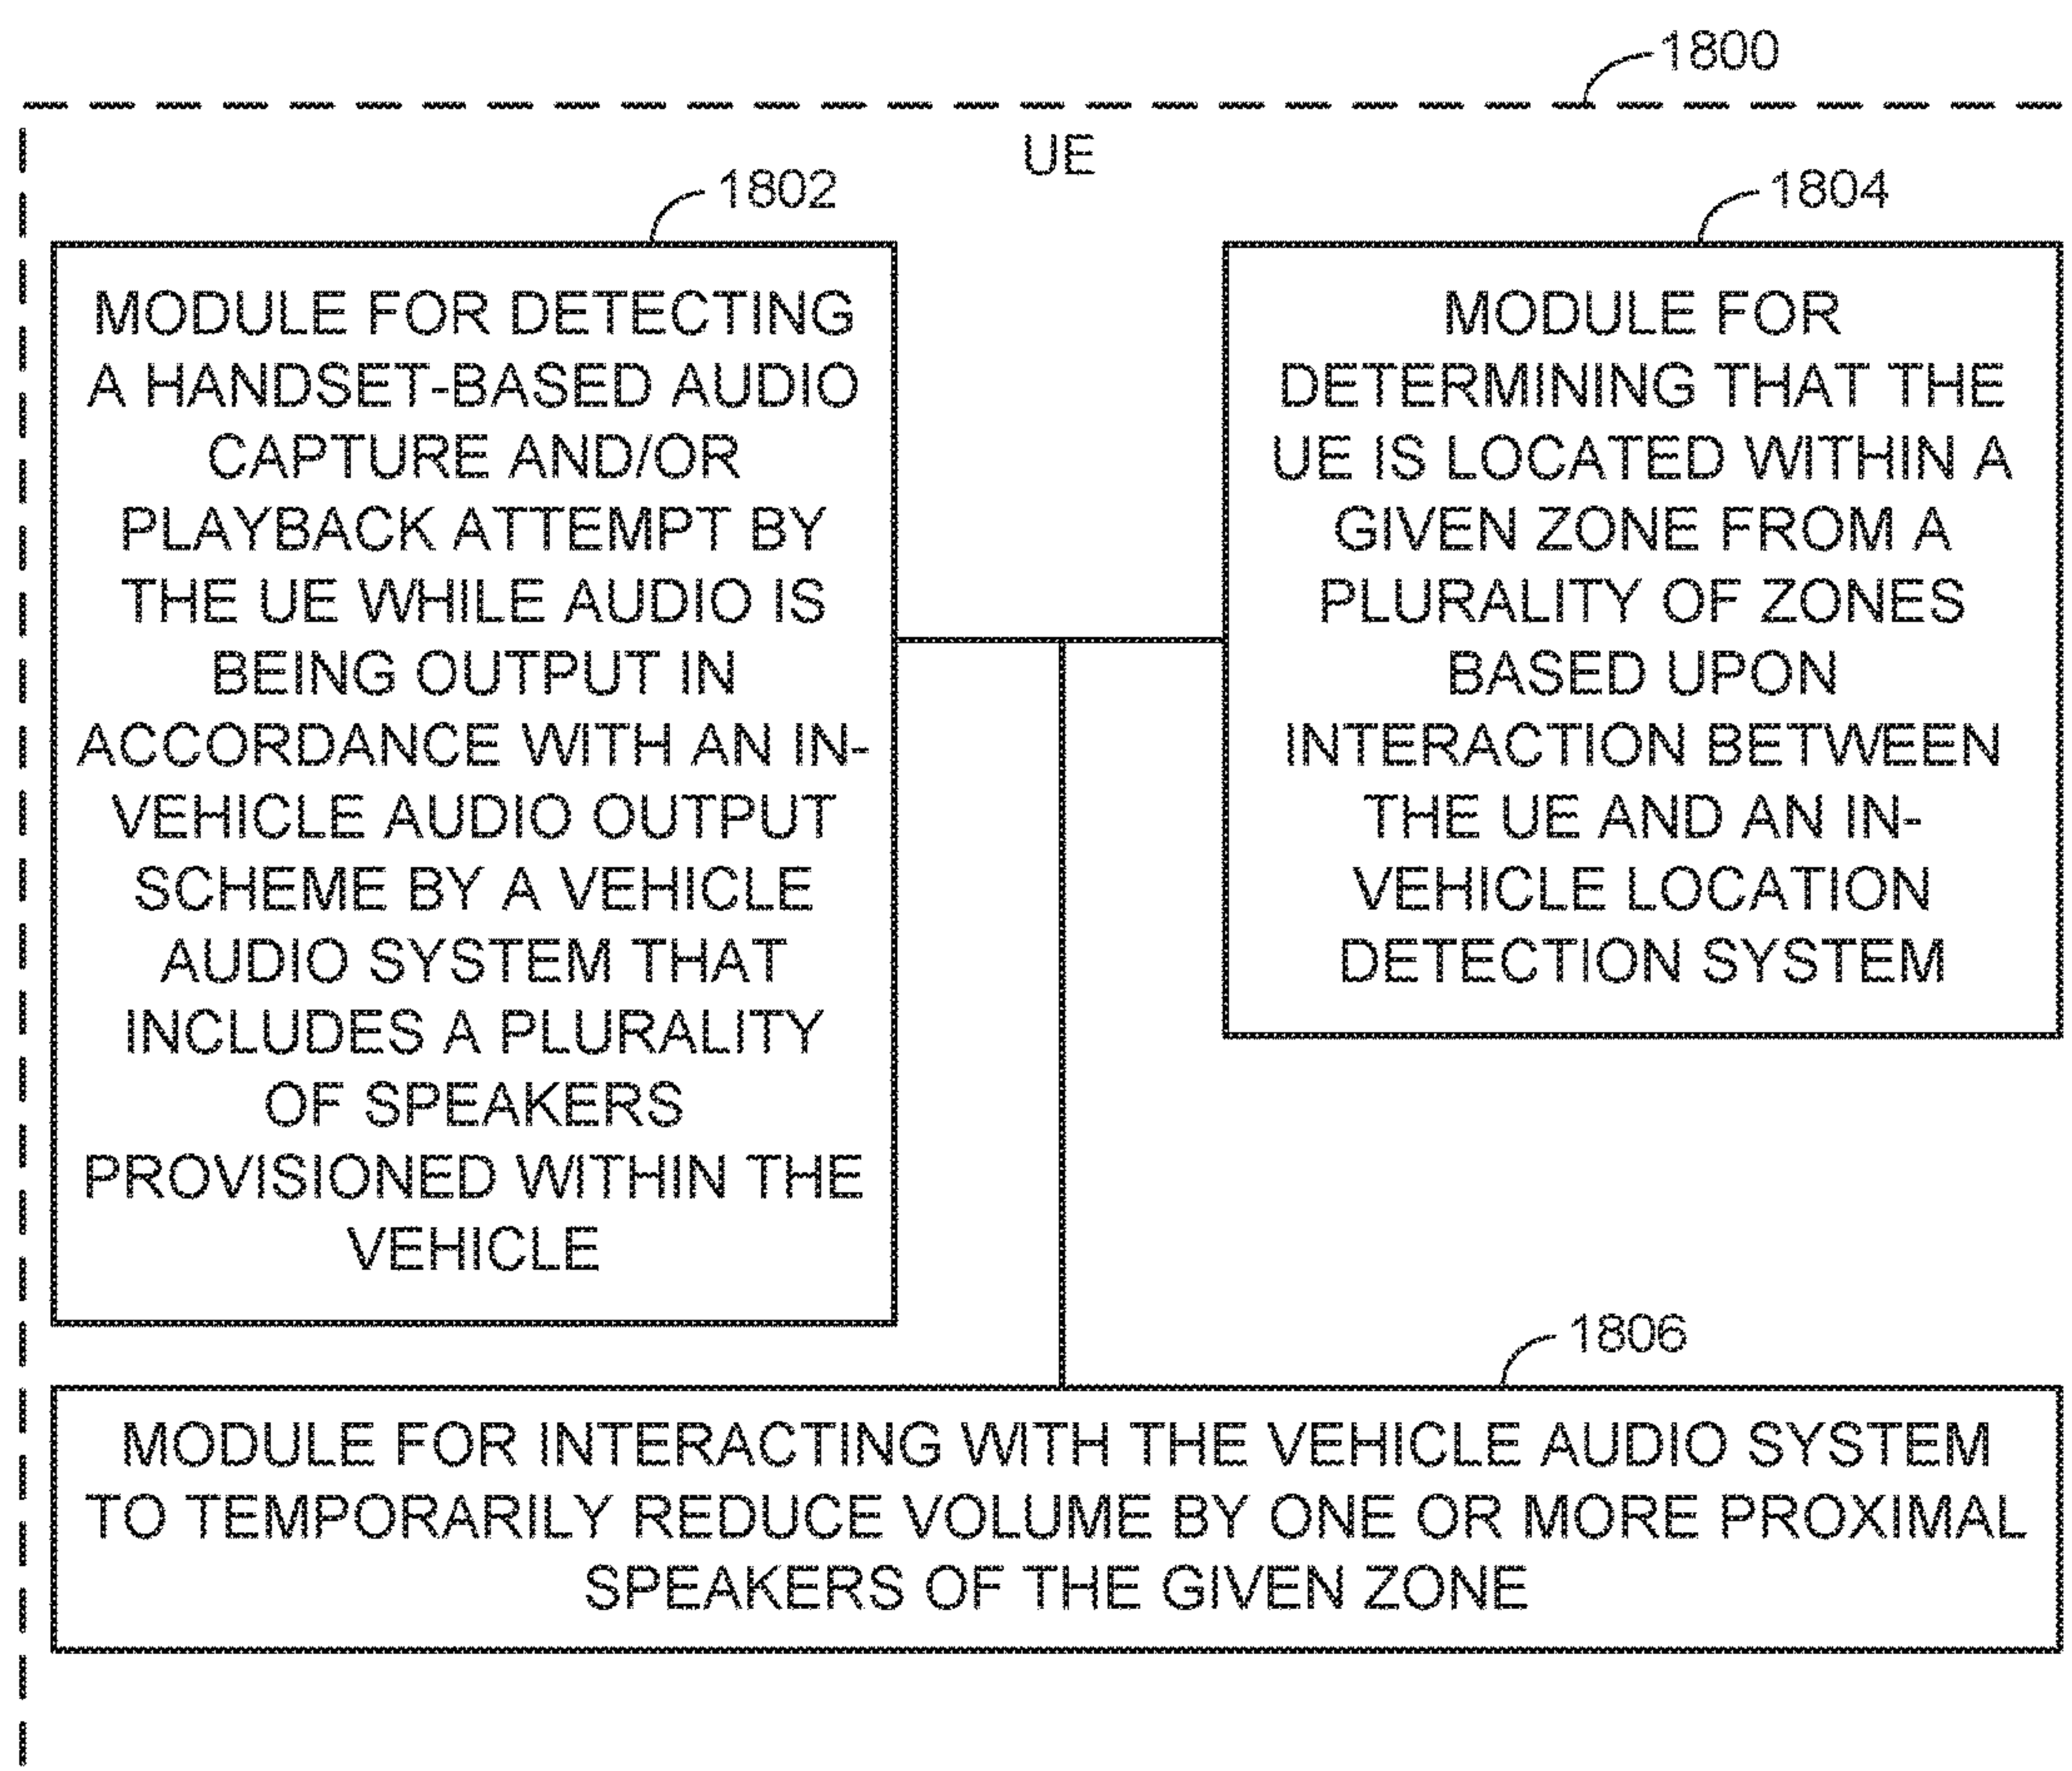 1800
UE
1802
MODULE FOR DETECTING
A HANDSET-BASED AUDIO
CAPTURE AND/OR
PLAYBACK ATTEMPT BY
THE UE WHILE AUDIO IS
BEING OUTPUT IN
ACCORDANCE WITH AN IN-
VEHICLE AUDIO OUTPUT
SCHEME BY A VEHICLE
AUDIO SYSTEM THAT
INCLUDES A PLURALITY
OF SPEAKERS
PROVISIONED WITHIN THE
VEHICLE
1804
MODULE FOR
DETERMINING THAT THE
UE IS LOCATED WITHIN A
GIVEN ZONE FROM A
PLURALITY OF ZONES
BASED UPON
INTERACTION BETWEEN
THE UE AND AN IN-
VEHICLE LOCATION
DETECTION SYSTEM
1806
MODULE FOR INTERACTING WITH THE VEHICLE AUDIO SYSTEM
TO TEMPORARILY REDUCE VOLUME BY ONE OR MORE PROXIMAL
SPEAKERS OF THE GIVEN ZONE